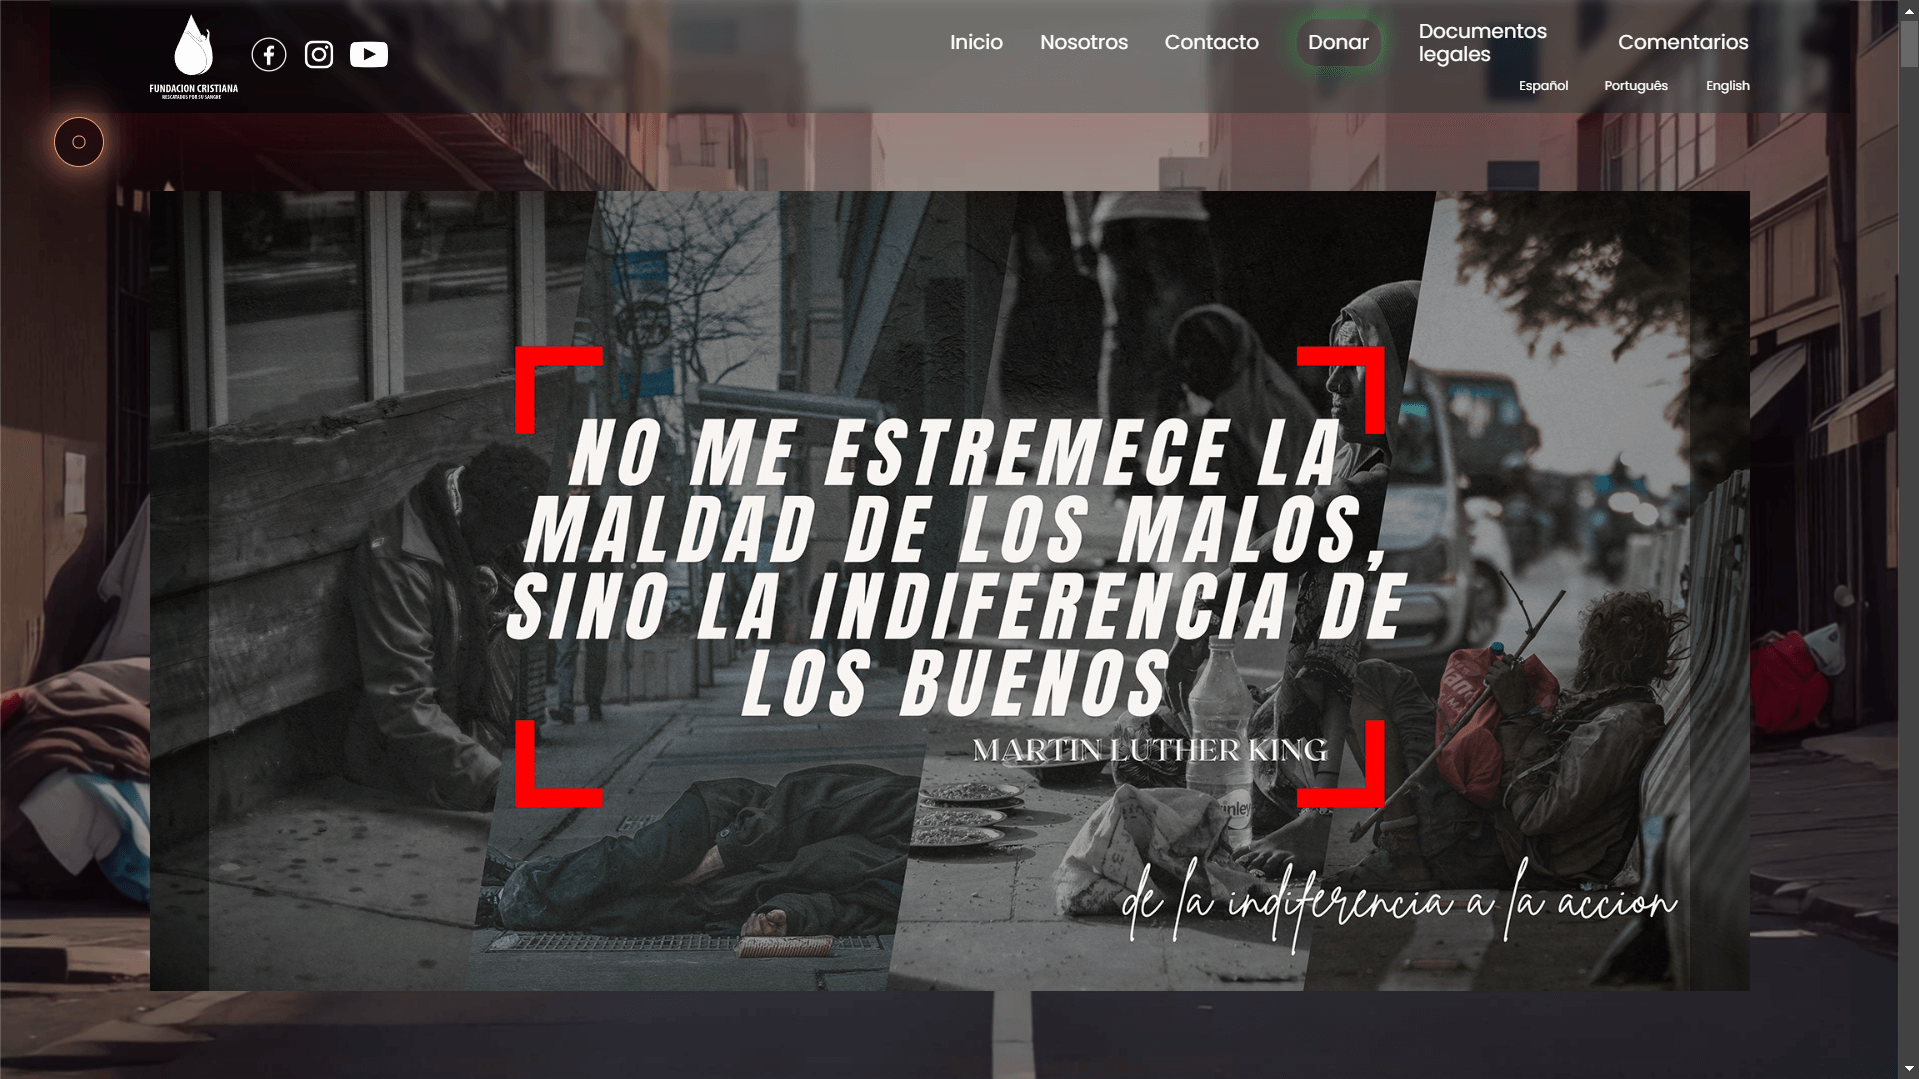 FUNDACION CRISTIANA
RESCATADOS POR SU SANGRE
Inicio
Nosotros
Contacto
Donar
Documentos
legales
Comentarios
Español
Português
English
NO ME ESTREMECE LA
MALDAD DE LOS MALOS,
SINO LA INDIFERENCIA DE
LOS BUENOS
MARTIN LUTHER KING
de la indiferencia a la accion